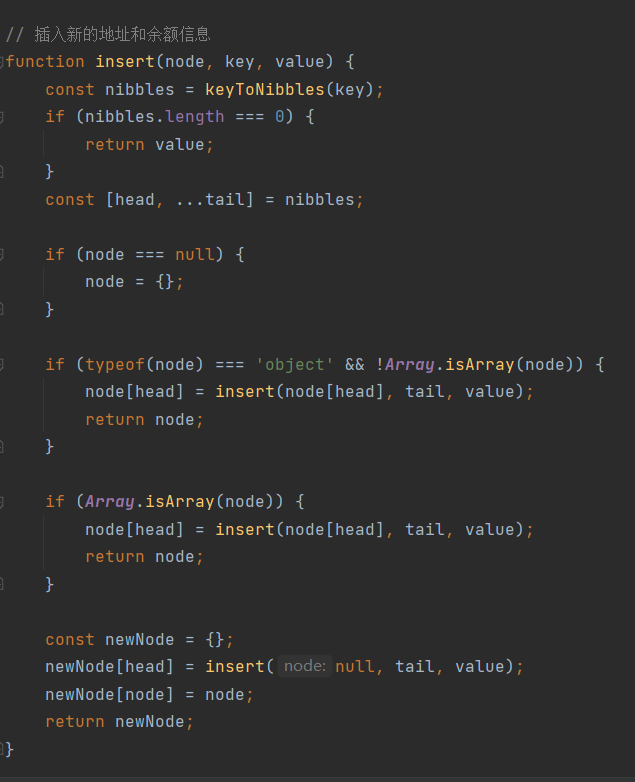 // 插入新的地址和余额信息
function insert(node, key, value) {
const nibbles = keyToNibbles(key);
if (nibbles.length === 0) {
return value;
}
const [head, ...tail] = nibbles;
if (node === null) {
node = {};
}
if (typeof(node) === 'object' && !Array.isArray(node)) {
node[head] = insert(node[head], tail, value);
return node;
}
if (Array.isArray(node)) {
node[head] = insert(node[head], tail, value);
return node;
}
const newNode = {};
newNode[head] = insert( node: null, tail, value);
newNode[node] = node;
return newNode;
}